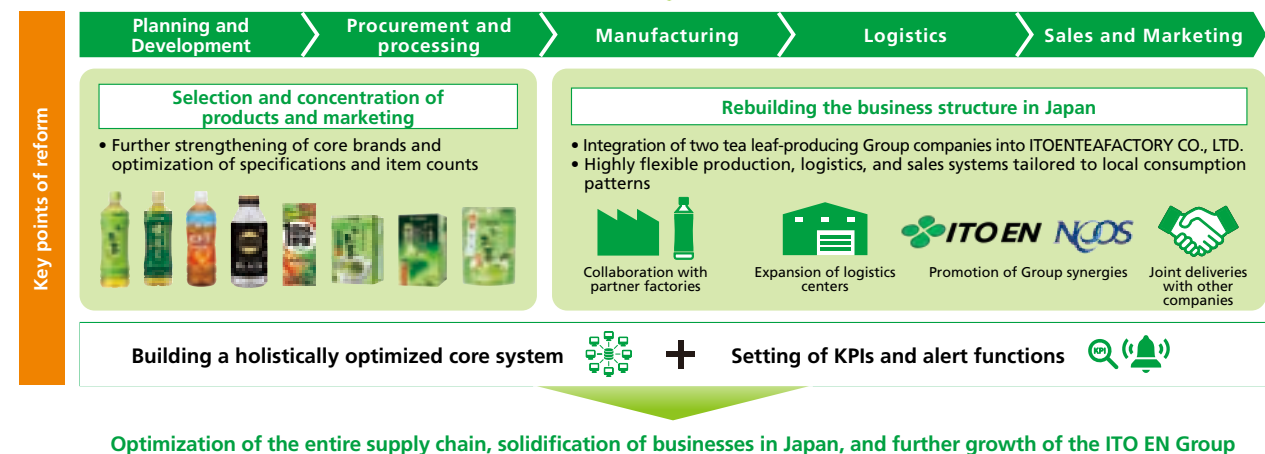 Planning and
Development
Procurement and
processing
Manufacturing
Logistics
Sales and Marketing
Key points of reform
Selection and concentration of
products and marketing
• Further strengthening of core brands and
optimization of specifications and item counts
Rebuilding the business structure in Japan
• Integration of two tea leaf-producing Group companies into ITOENTEAFACTORY CO., LTD.
• Highly flexible production, logistics, and sales systems tailored to local consumption
patterns
ITO EN
NEOS
Collaboration with
partner factories
Expansion of logistics
centers
Promotion of Group synergies
Joint deliveries
with other
companies
Building a holistically optimized core system
+
Setting of KPIs and alert functions
KPI
Optimization of the entire supply chain, solidification of businesses in Japan, and further growth of the ITO EN Group